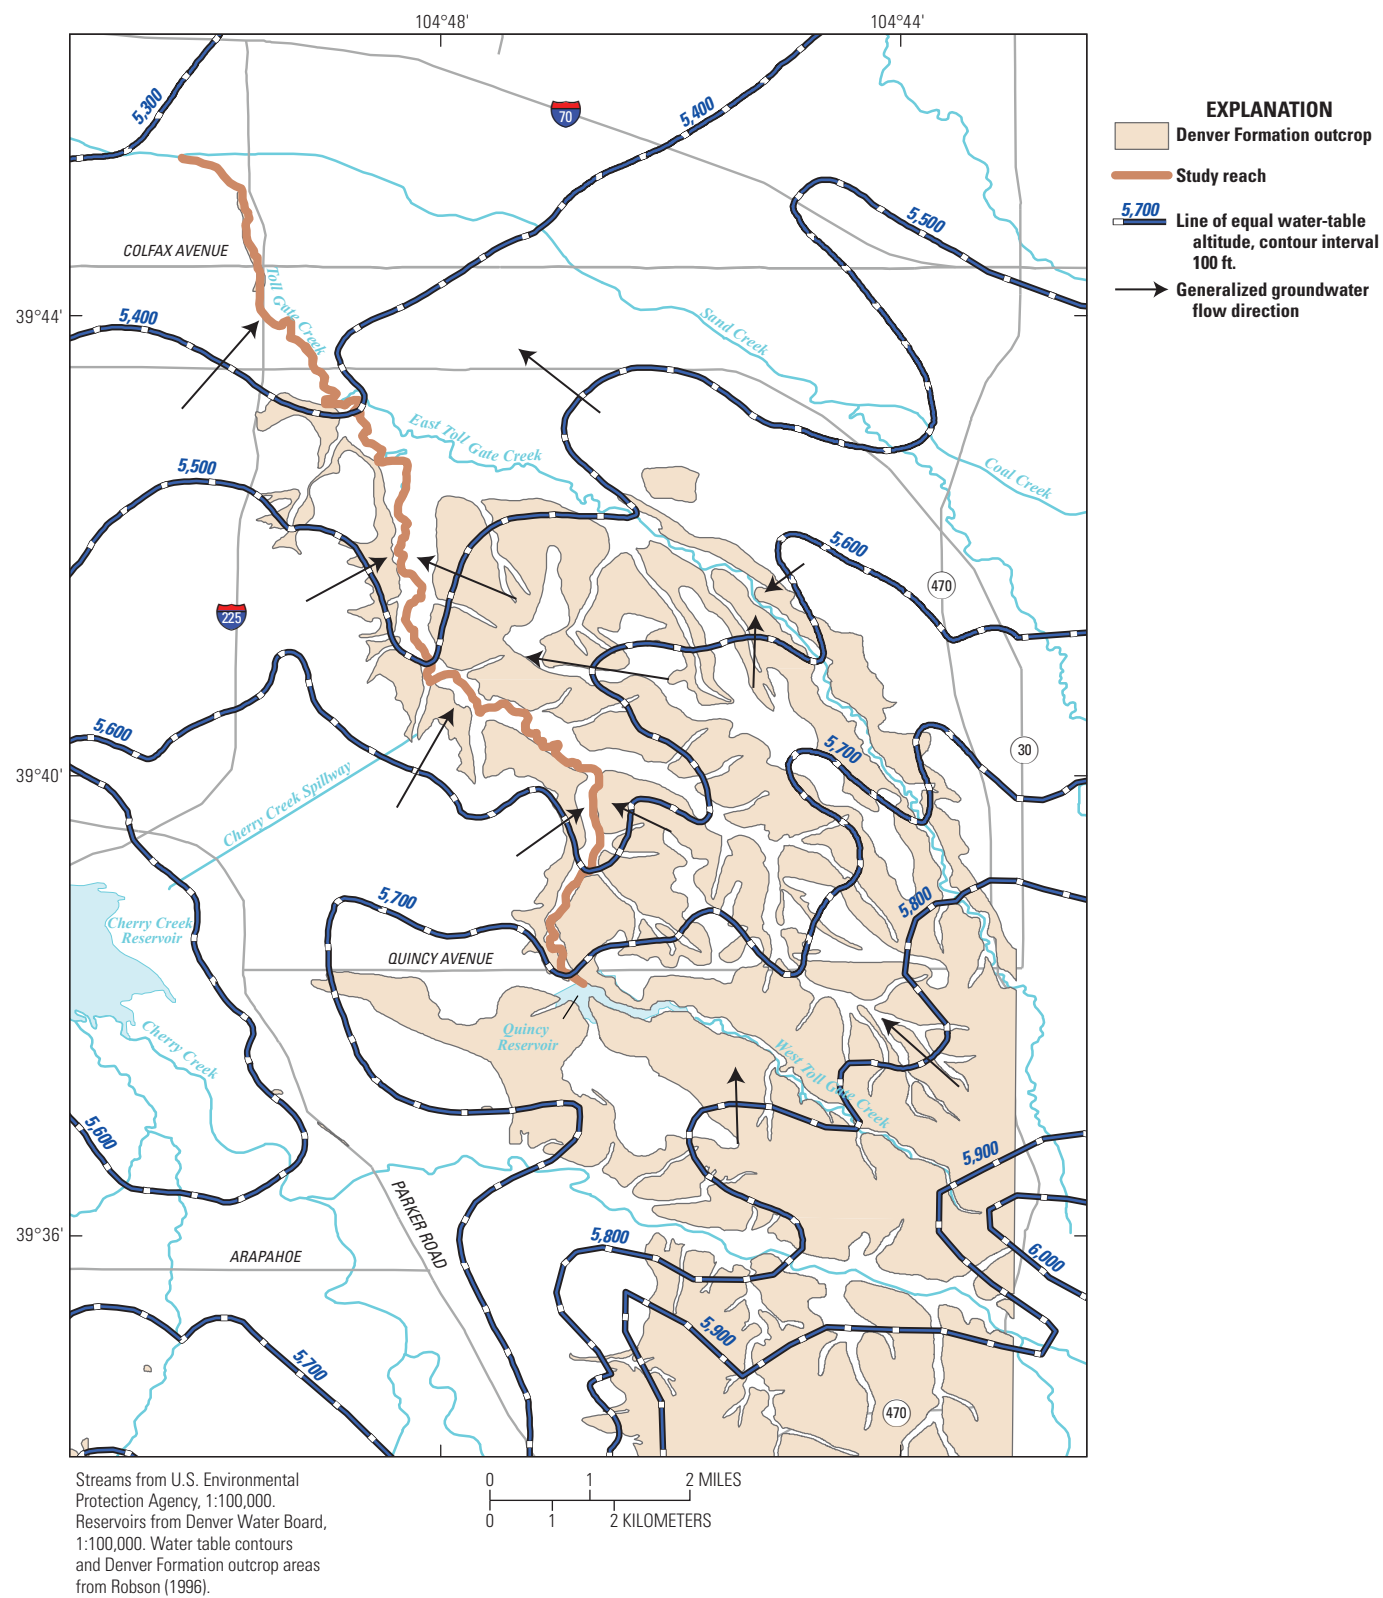 104°48'
104°44'
5,300
5,400
70
EXPLANATION
Denver Formation outcrop
Study reach
5,700
Line of equal water-table
altitude, contour interval
100 ft.
Generalized groundwater
flow direction
5,500
COLFAX AVENUE
Toll Gate Creek
39°44'
5,400
Sand Creek
East Toll Gate Creek
Coal Creek
5,500
5,600
470
225
5,600
5,700
30
39°40'
Cherry Creek Spillway
5,700
5,800
Cherry Creek
Reservoir
QUINCY AVENUE
Quincy
Reservoir
Cherry Creek
West Toll Gate Creek
5,600
5,900
PARKER ROAD
39°36'
ARAPAHOE
5,800
6,000
5,900
5,700
470
Streams from U.S. Environmental
Protection Agency, 1:100,000.
Reservoirs from Denver Water Board,
1:100,000. Water table contours
and Denver Formation outcrop areas
from Robson (1996).
0 1 2 MILES
0 1 2 KILOMETERS